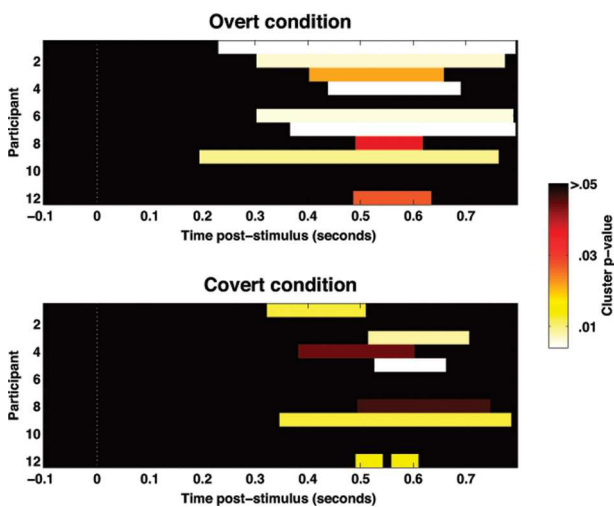 Overt condition
2
4
6
8
10
12
Participant
-0.1 0 0.1 0.2 0.3 0.4 0.5 0.6 0.7
Time post-stimulus (seconds)
Covert condition
2
4
6
8
10
12
Participant
-0.1 0 0.1 0.2 0.3 0.4 0.5 0.6 0.7
Time post-stimulus (seconds)
>.05
.03
.01
Cluster p-value